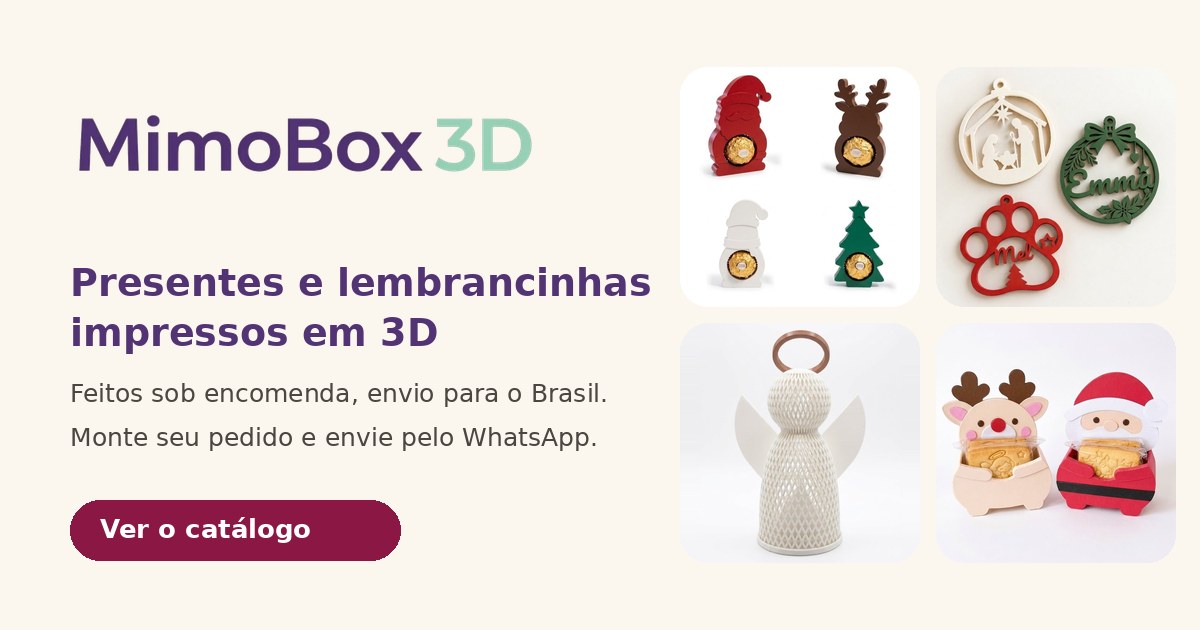 MimoBox 3D
Presentes e lembrancinhas
impressos em 3D
Feitos sob encomenda, envio para o Brasil.
Monte seu pedido e envie pelo WhatsApp.
Ver o catálogo
Emma
Mel